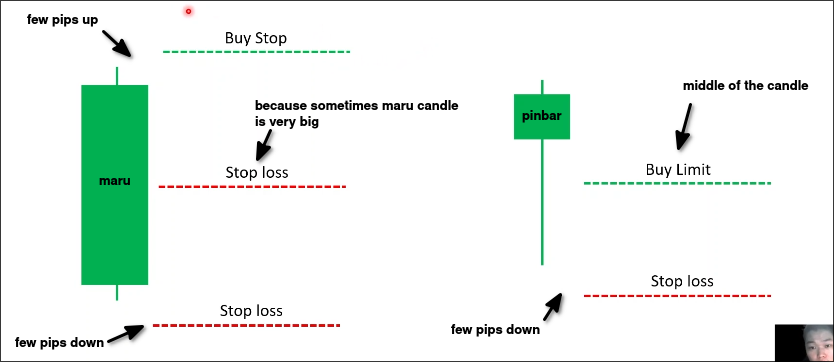 few pips up
Buy Stop
because sometimes maru candle
is very big
Stop loss
maru
Stop loss
few pips down
pinbar
middle of the candle
Buy Limit
Stop loss
few pips down